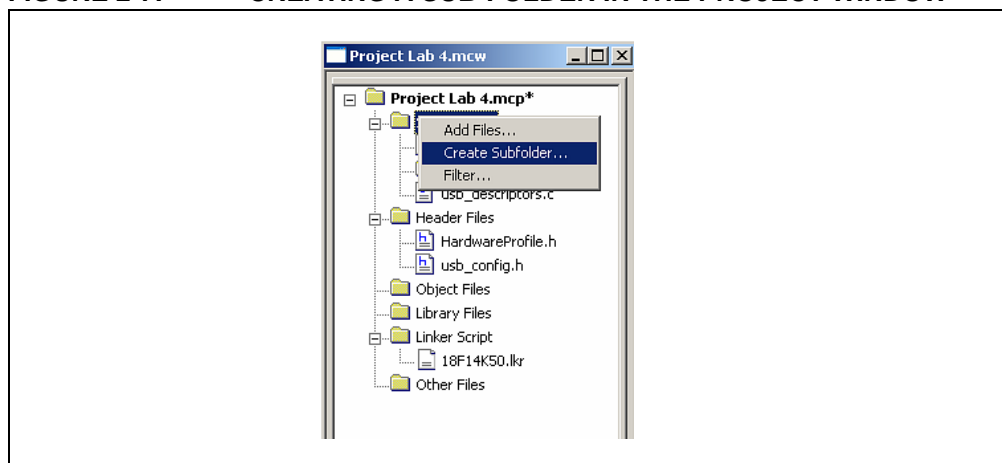 Project Lab 4.mcw
Project Lab 4.mcp*
Add Files...
Create Subfolder...
Filter...
usb_descriptors.c
Header Files
HardwareProfile.h
usb_config.h
Object Files
Library Files
Linker Script
18F14K50.lkr
Other Files